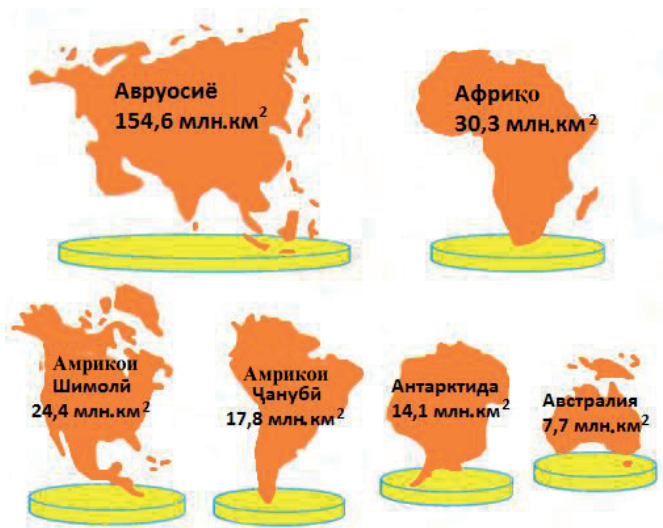 Авруосиё
154,6 млн.км²
Африқо
30,3 млн.км²
Амрикои
Шимолӣ
24,4 млн.км²
Амрикои
Ҷанубӣ
17,8 млн.км²
Антарктида
14,1 млн.км²
Австралия
7,7 млн.км²